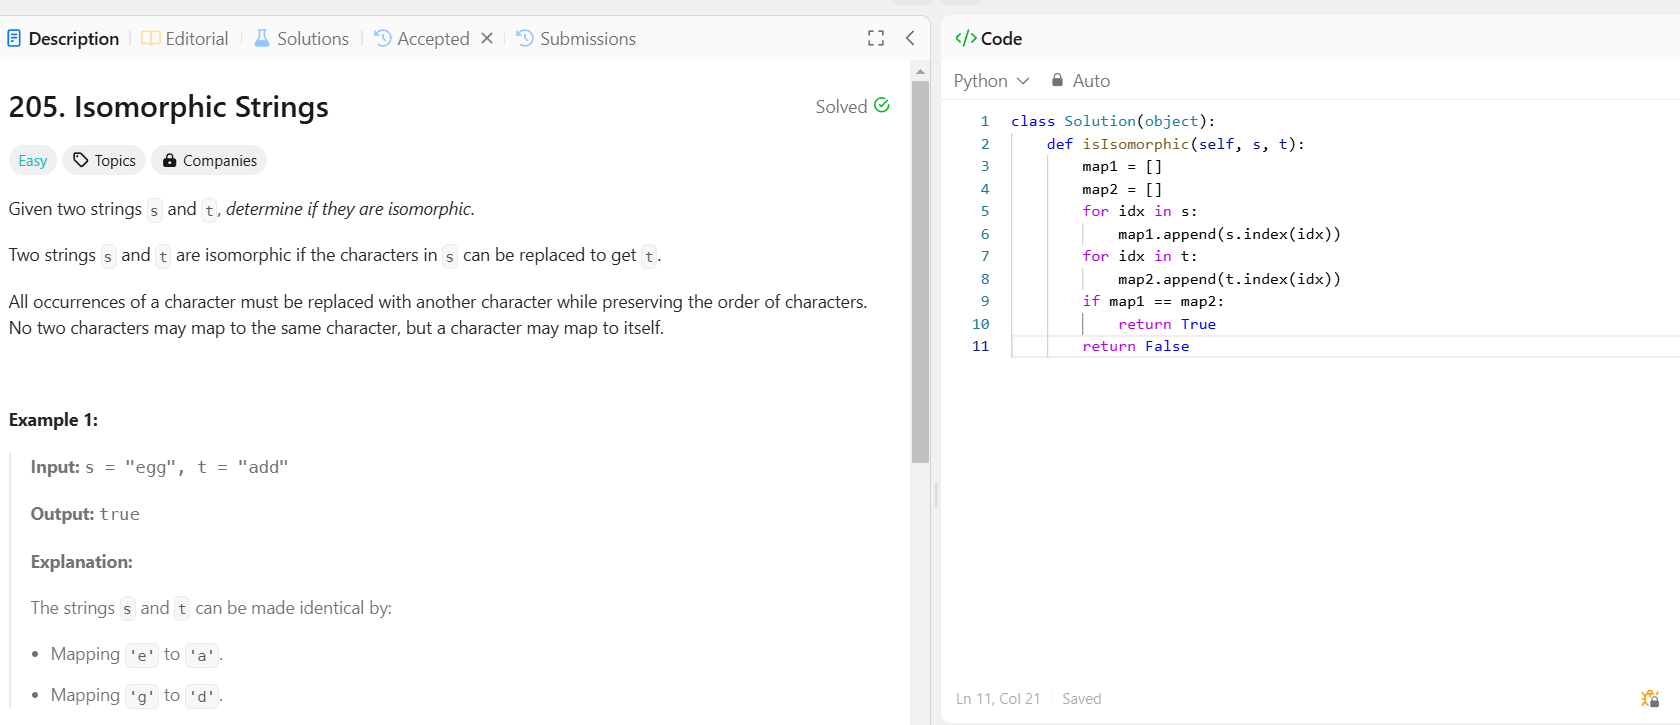 Description
Editorial
Solutions
Accepted
Submissions
205. Isomorphic Strings
Solved
Easy
Topics
Companies
Given two strings s and t, determine if they are isomorphic.
Two strings s and t are isomorphic if the characters in s can be replaced to get t.
All occurrences of a character must be replaced with another character while preserving the order of characters.
No two characters may map to the same character, but a character may map to itself.
Example 1:
Input: s = "egg", t = "add"
Output: true
Explanation:
The strings s and t can be made identical by:
• Mapping 'e' to 'a'.
• Mapping 'g' to 'd'.
</> Code
Python
Auto
1 class Solution(object):
2     def isIsomorphic(self, s, t):
3         map1 = []
4         map2 = []
5         for idx in s:
6             map1.append(s.index(idx))
7         for idx in t:
8             map2.append(t.index(idx))
9         if map1 == map2:
10             return True
11         return False
Ln 11, Col 21
Saved